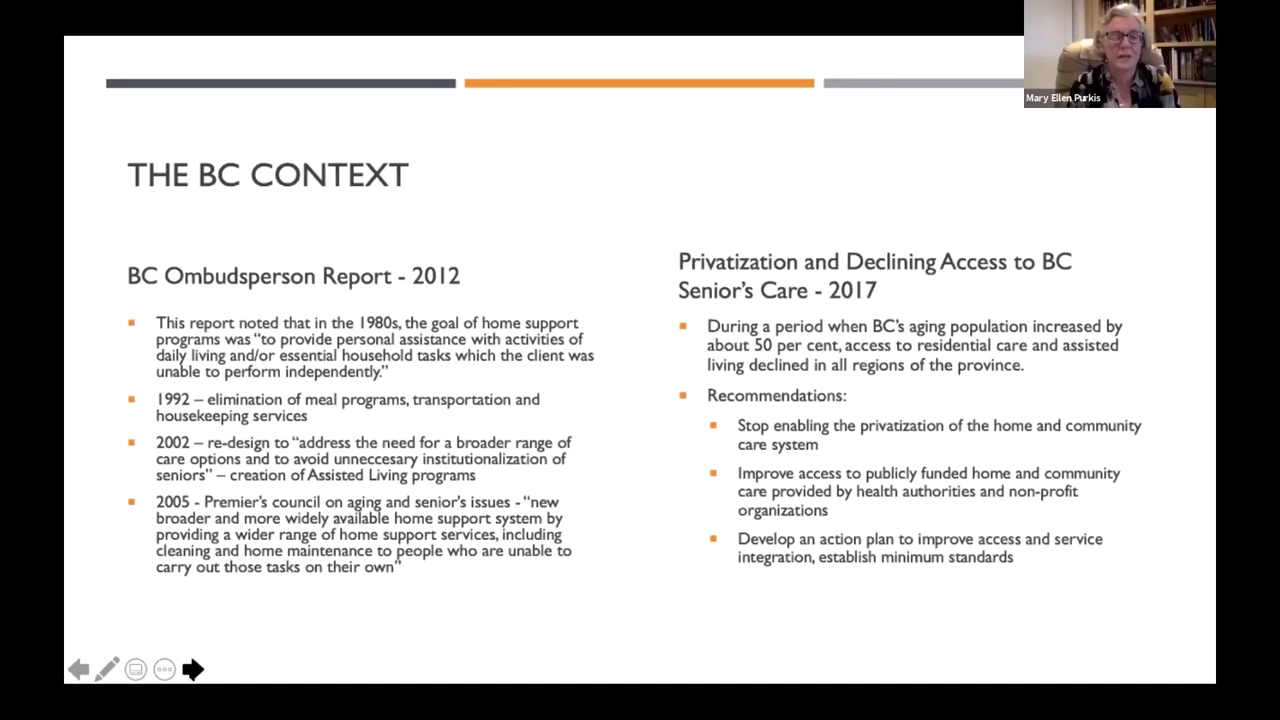 Mary Ellen Purkis
THE BC CONTEXT
BC Ombudsperson Report - 2012
This report noted that in the 1980s, the goal of home support
programs was “to provide personal assistance with activities of
daily living and/or essential household tasks which the client was
unable to perform independently.”
1992 – elimination of meal programs, transportation and
housekeeping services
2002 – re-design to “address the need for a broader range of
care options and to avoid unneccesary institutionalization of
seniors” – creation of Assisted Living programs
2005 - Premier’s council on aging and senior’s issues - “new
broader and more widely available home support system by
providing a wider range of home support services, including
cleaning and home maintenance to people who are unable to
carry out those tasks on their own”
Privatization and Declining Access to BC
Senior’s Care - 2017
During a period when BC’s aging population increased by
about 50 per cent, access to residential care and assisted
living declined in all regions of the province.
Recommendations:
Stop enabling the privatization of the home and community
care system
Improve access to publicly funded home and community
care provided by health authorities and non-profit
organizations
Develop an action plan to improve access and service
integration, establish minimum standards